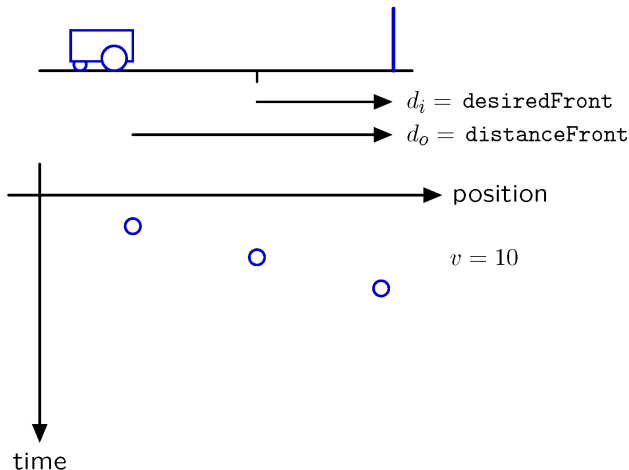 d_i = desiredFront
d_o = distanceFront
position
v = 10
time